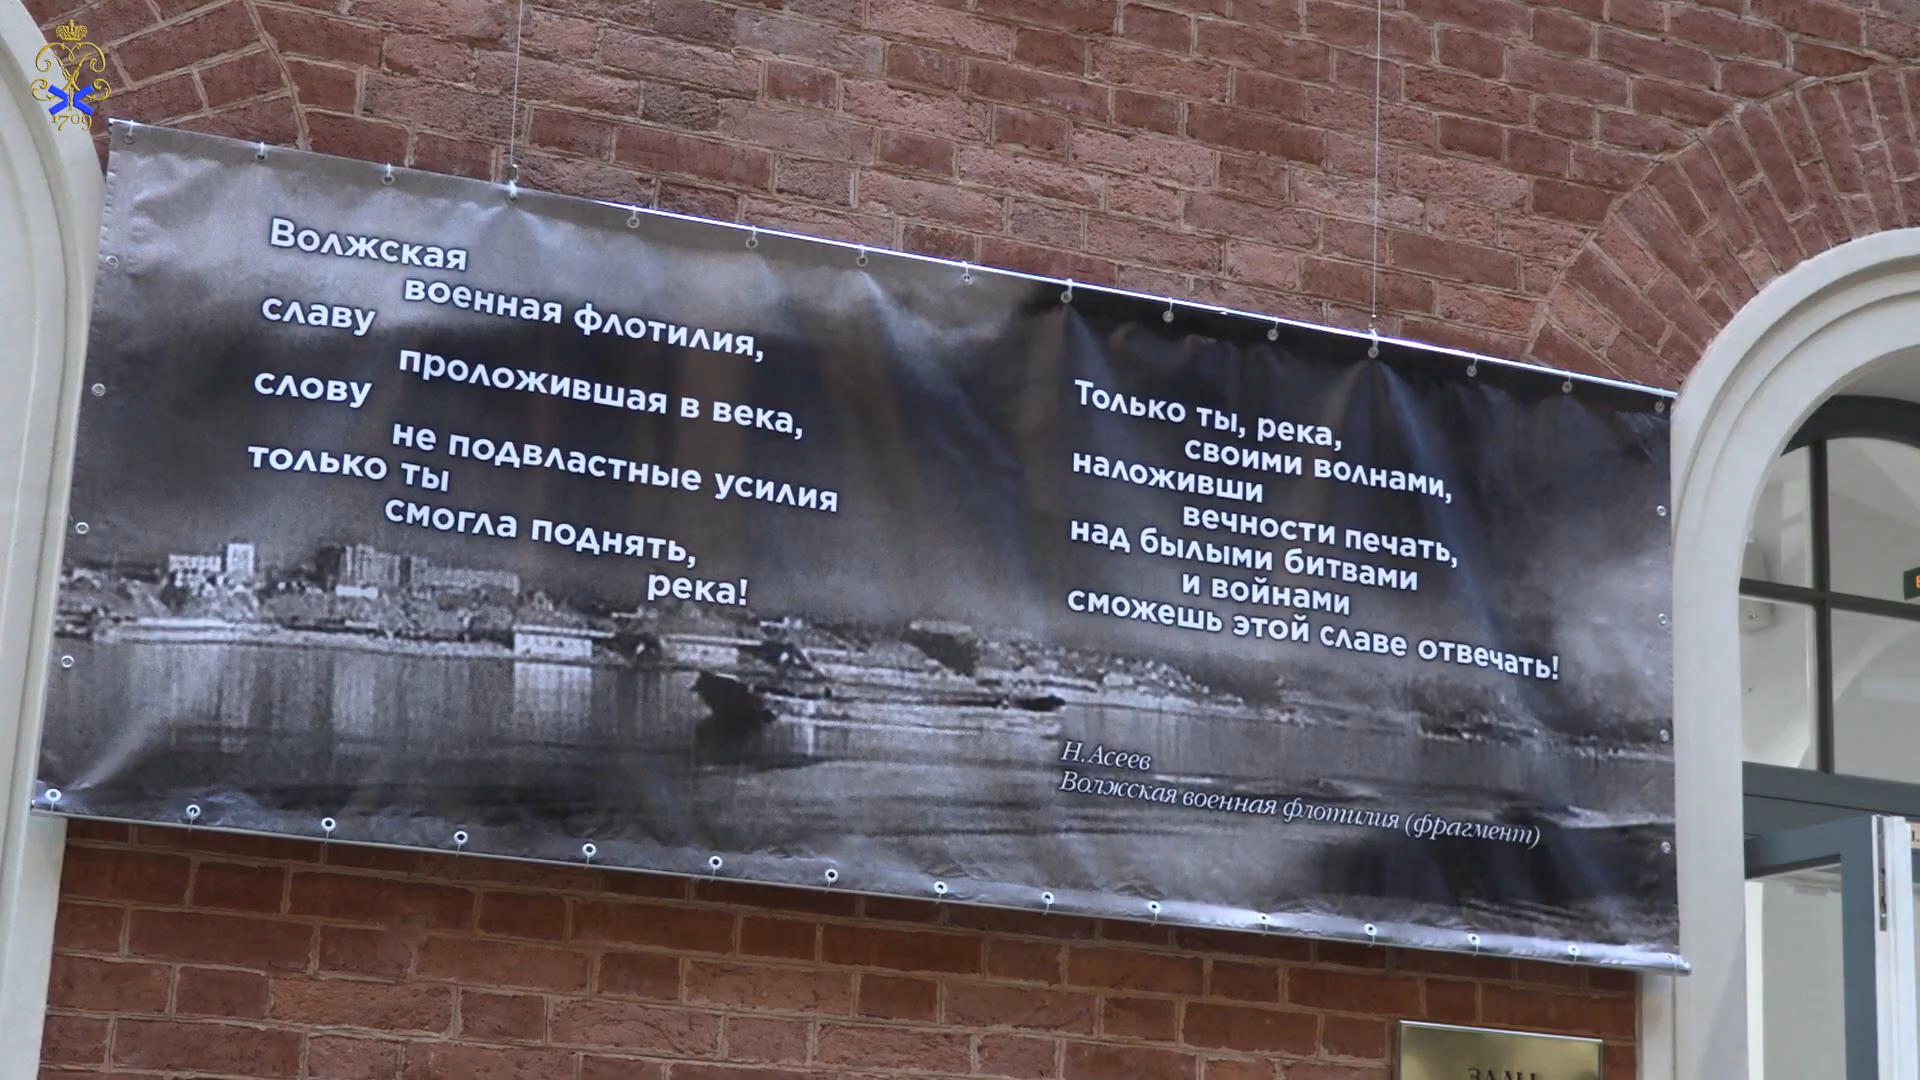 1709
Волжская
военная флотилия,
славу
проложившая в века,
слову
не подвластные усилия
только ты
смогла поднять,
река!
Только ты, река,
своими волнами,
наложивши
вечности печать,
над былыми битвами
и войнами
сможешь этой славе отвечать!
Н.Асеев
Волжская военная флотилия (фрагмент)